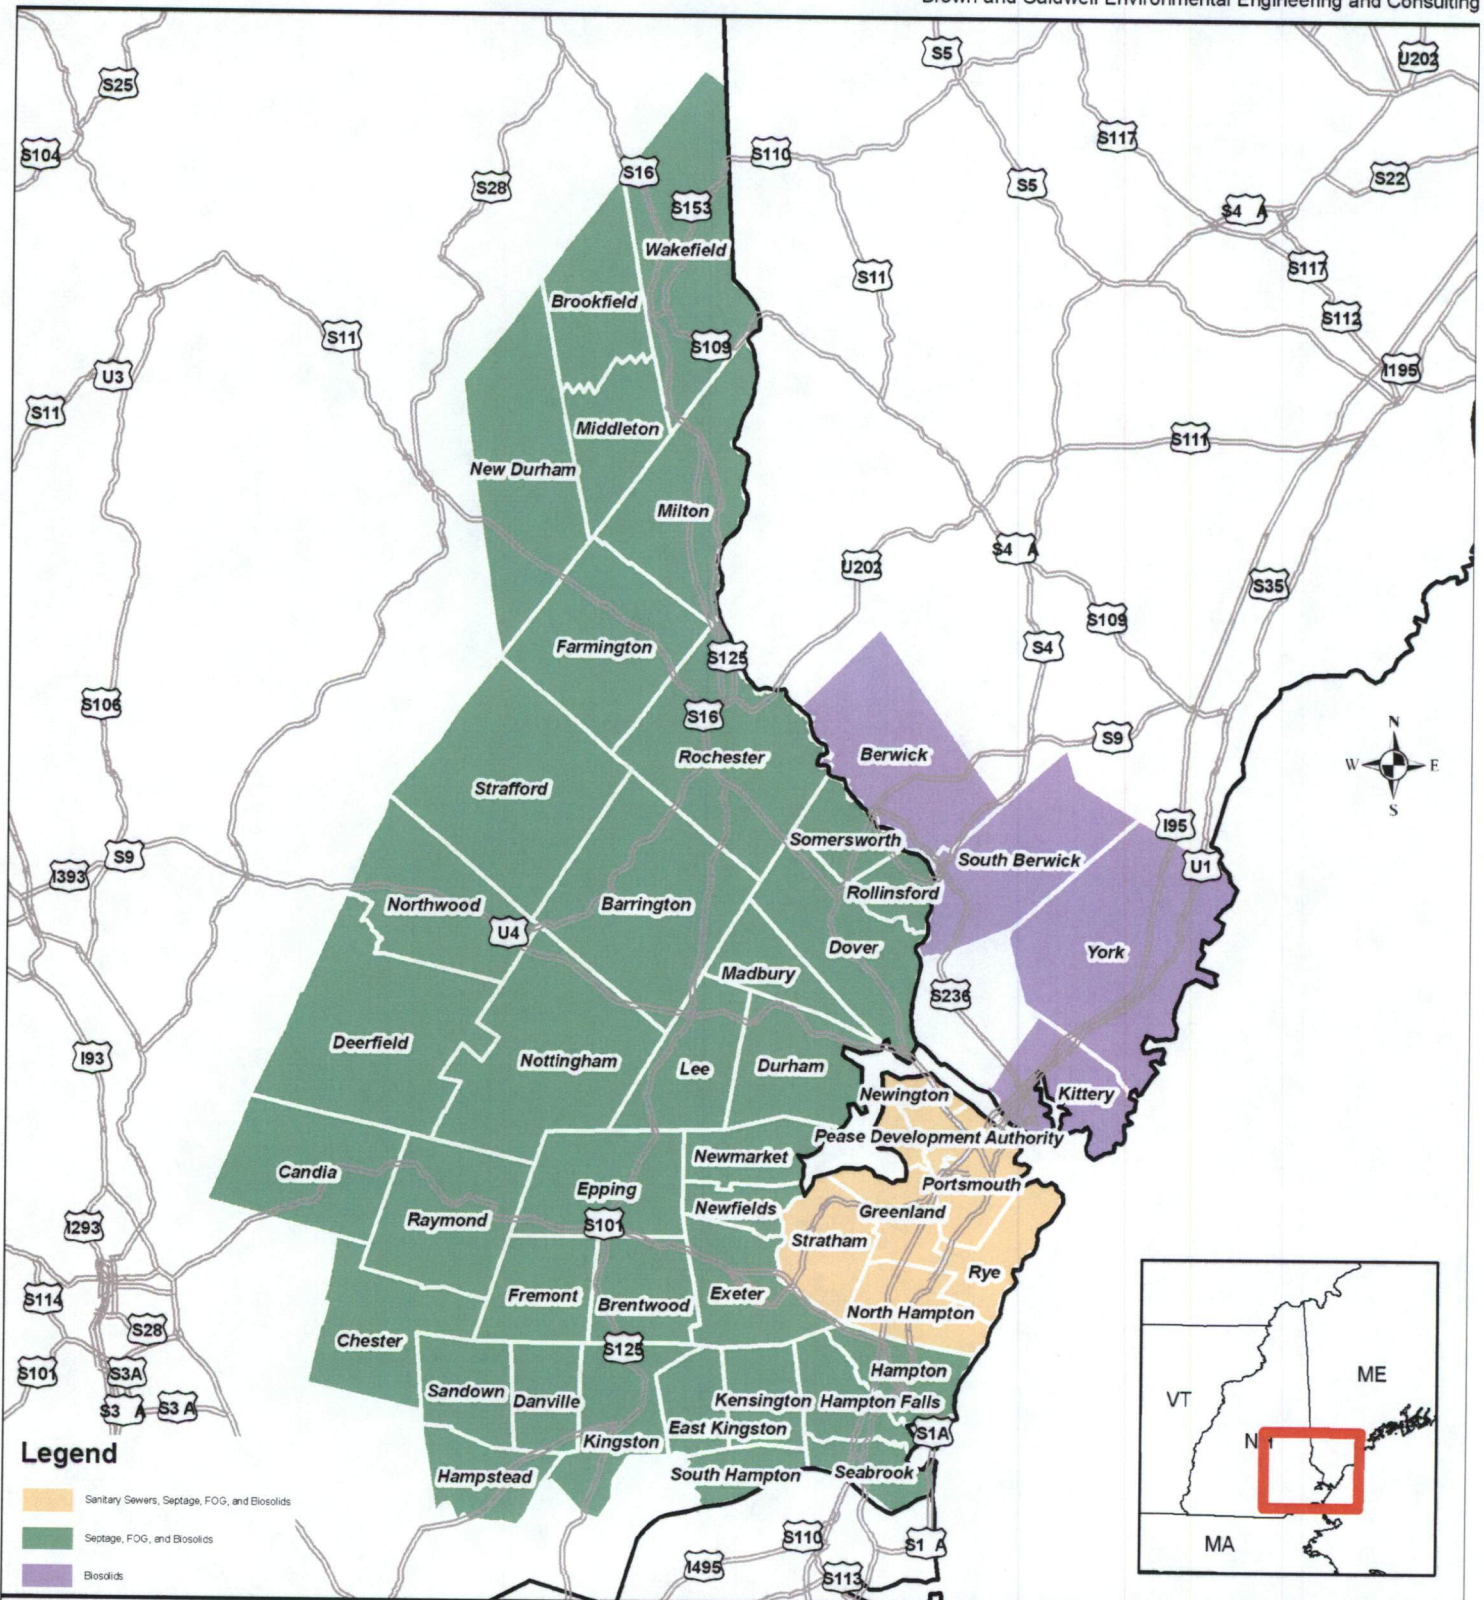 Brown and Caldwell Environmental Engineering and Consulting
S25
S5
U202
S104
S16
S110
S117
S28
S153
S5
S22
S4 A
Wakefield
S11
S117
Brookfield
S112
S11
S109
U3
I195
S11
Middleton
S111
New Durham
Milton
S4 A
U202
S35
S109
Farmington
S125
S4
S106
S16
N
S9
Berwick
Rochester
W E
Strafford
S
I95
Somersworth
S9
South Berwick
U1
I393
Rollinsford
Northwood
Barrington
U4
Dover
York
Madbury
S236
Deerfield
I93
Nottingham
Lee
Durham
Newington
Kittery
Pease Development Authority
Newmarket
Candia
Portsmouth
Epping
Newfields
Greenland
Raymond
S101
I293
Stratham
Rye
Fremont
Exeter
S114
Brentwood
North Hampton
S28
Chester
S125
Hampton
S101
S3A
ME
Sandown
Danville
Kensington
Hampton Falls
VT
S3 A
S3 A
East Kingston
S1A
Kingston
NH
Legend
Hampstead
South Hampton
Seabrook
Sanitary Sewers, Septage, FOG, and Biosolids
Septage, FOG, and Biosolids
S110
S1 A
MA
I495
Biosolids
S113